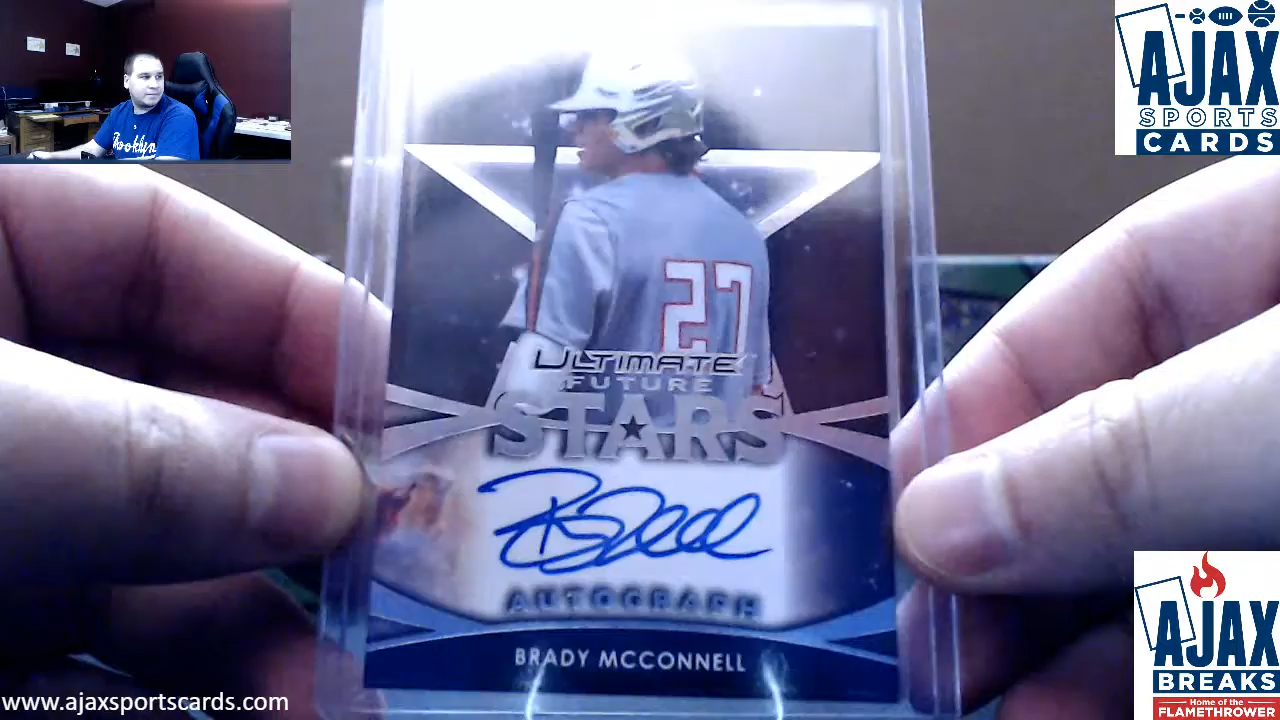 Brooklyn
AJAX
SPORTS
CARDS
27
ULTIMATE
FUTURE
STARS
AUTOGRAPH
BRADY MCCONNELL
AJAX
BREAKS
Home of the
FLAMETHROWER
www.ajaxsportscards.com